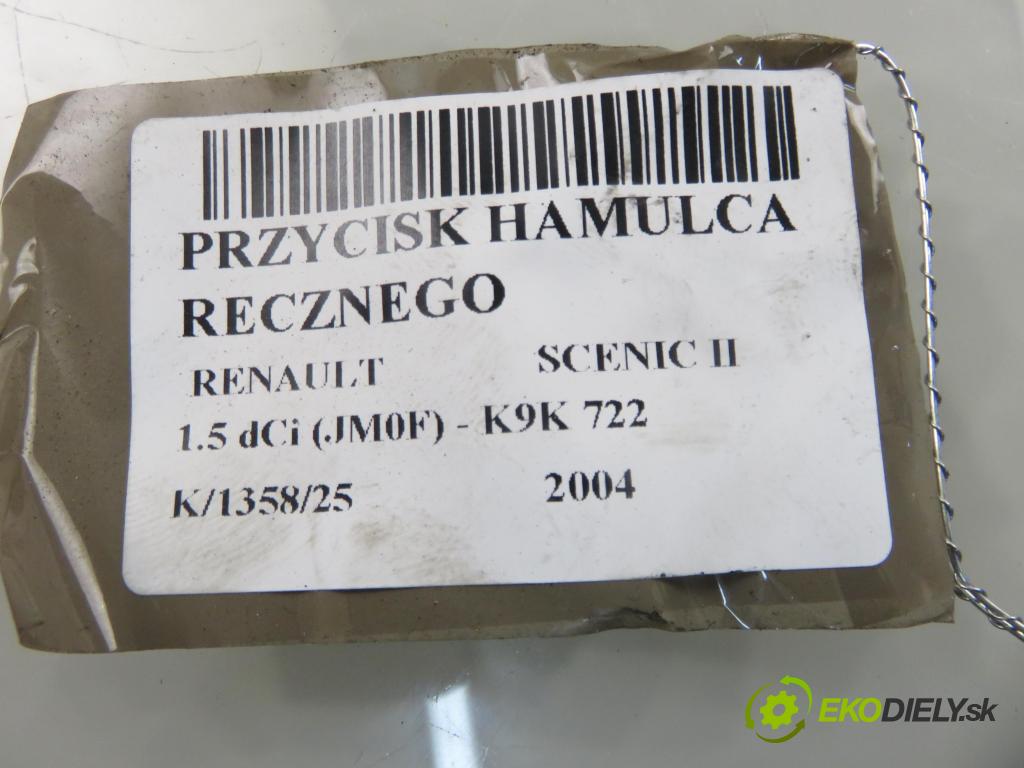 PRZYCISK HAMULCA
RECZNEGO
RENAULT SCENIC II
1.5 dCi (JM0F) - K9K 722
K/1358/25 2004
EKODIELY.sk